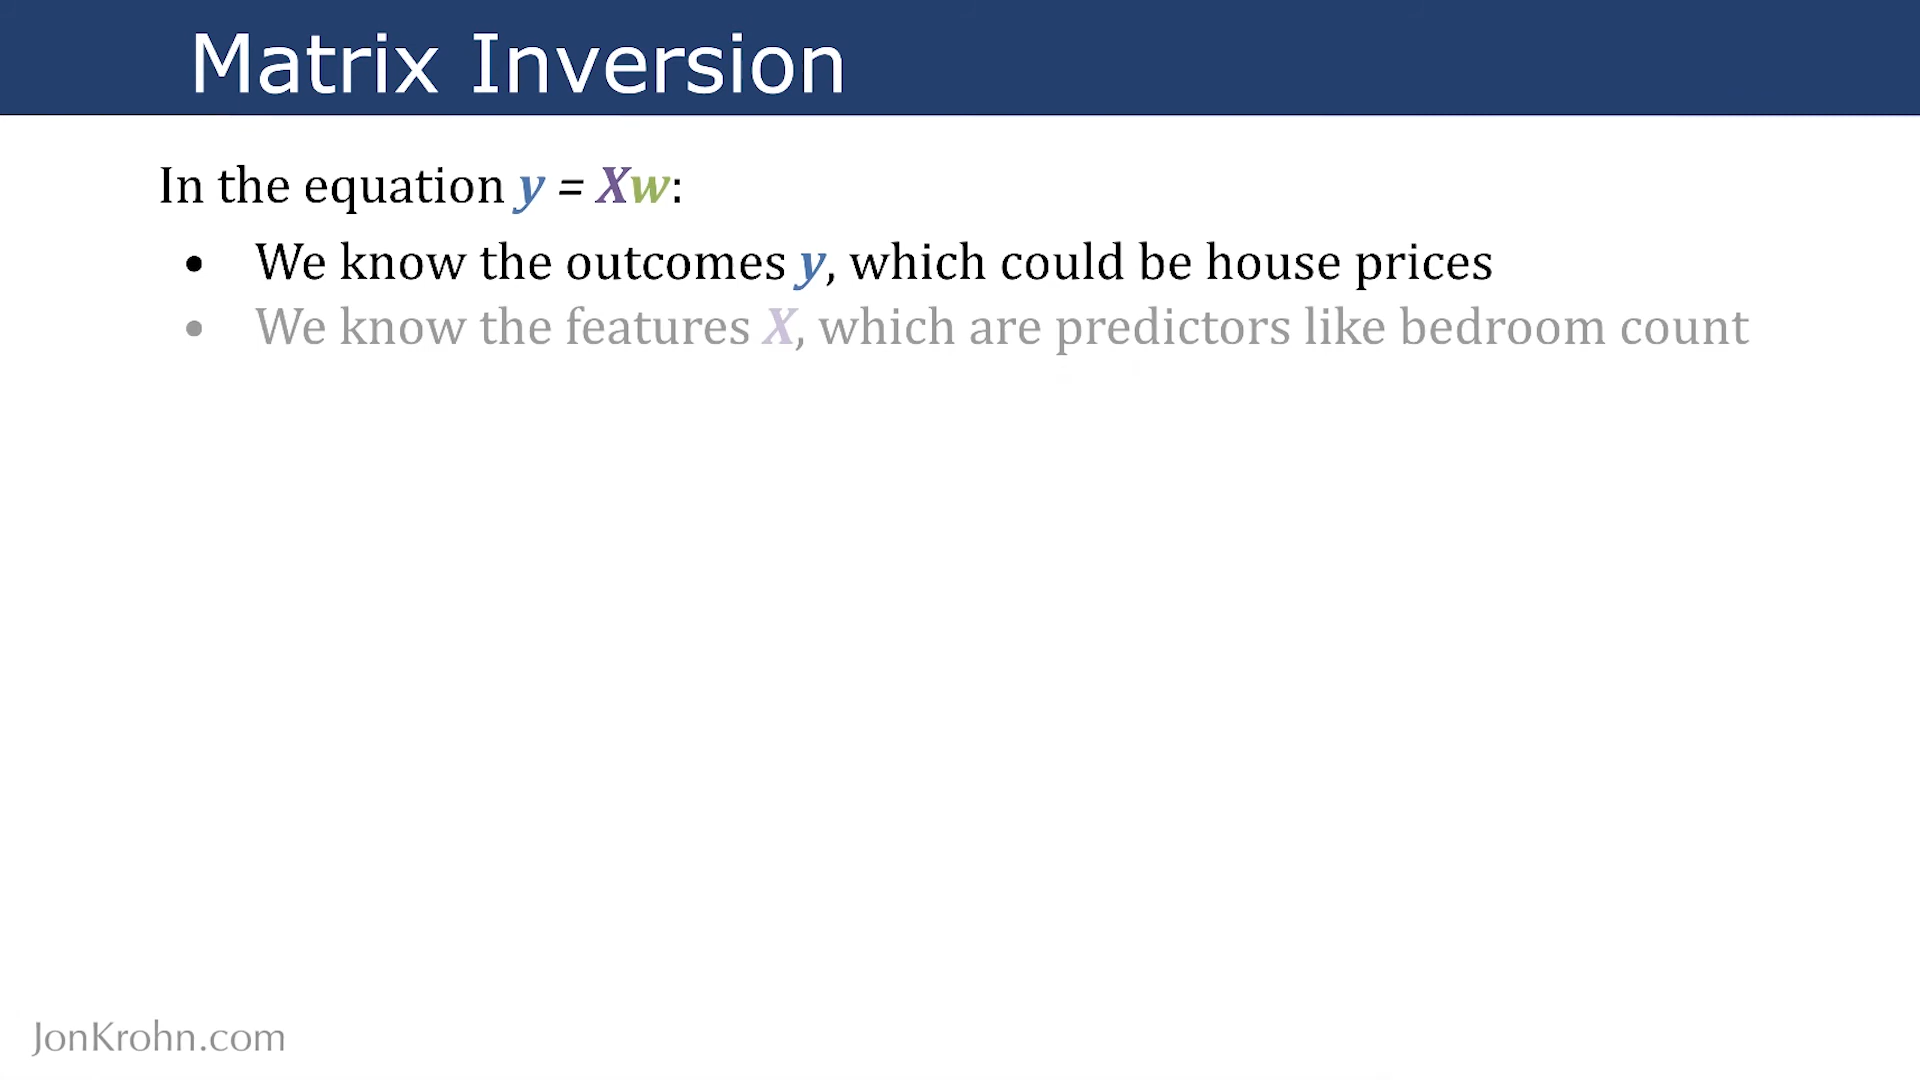 Matrix Inversion
In the equation y = Xw:
• We know the outcomes y, which could be house prices
• We know the features X, which are predictors like bedroom count
JonKrohn.com